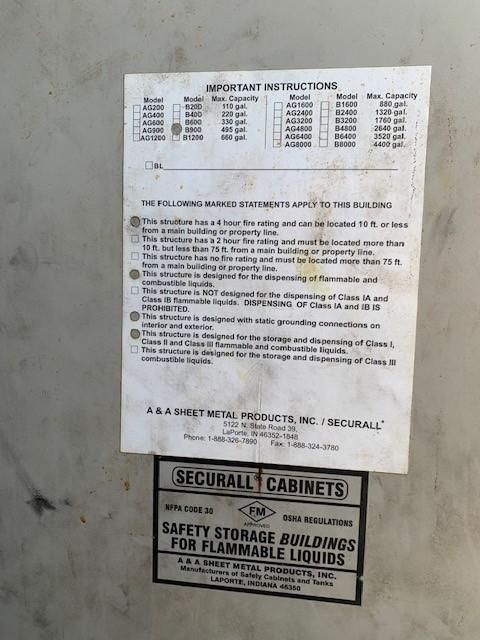 IMPORTANT INSTRUCTIONS
Model Model Max. Capacity Model Model Max. Capacity
AG200 B200 110 gal. AG1600 B1600 880 gal.
AG400 B400 220 gal. AG2400 B2400 1320 gal.
AG600 B600 330 gal. AG3200 B3200 1760 gal.
AG900 B900 495 gal. AG4800 B4800 2640 gal.
AG1200 B1200 660 gal. AG6400 B6400 3520 gal.
AG8000 B8000 4400 gal.
BL
THE FOLLOWING MARKED STATEMENTS APPLY TO THIS BUILDING
This structure has a 4 hour fire rating and can be located 10 ft. or less
from a main building or property line.
This structure has a 2 hour fire rating and must be located more than
10 ft. but less than 75 ft. from a main building or property line.
This structure has no fire rating and must be located more than 75 ft.
from a main building or property line.
This structure is designed for the dispensing of flammable and
combustible liquids.
This structure is NOT designed for the dispensing of Class IA and
Class IB flammable liquids. DISPENSING OF Class IA and IB IS
PROHIBITED.
This structure is designed with static grounding connections on
interior and exterior.
This structure is designed for the storage and dispensing of Class I,
Class II and Class III flammable and combustible liquids.
This structure is designed for the storage and dispensing of Class III
combustible liquids.
A & A SHEET METAL PRODUCTS, INC. / SECURALL®
5122 N. State Road 39,
LaPorte, IN 46352-1848
Phone: 1-888-326-7890 Fax: 1-888-324-3780
SECURALL CABINETS
NFPA CODE 30 FM OSHA REGULATIONS
APPROVED
SAFETY STORAGE BUILDINGS
FOR FLAMMABLE LIQUIDS
A & A SHEET METAL PRODUCTS, INC.
Manufacturers of Safety Cabinets and Tanks
LAPORTE, INDIANA 46350